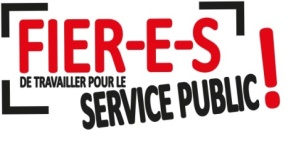 FIER-E-S
DE TRAVAILLER POUR LE
SERVICE PUBLIC !